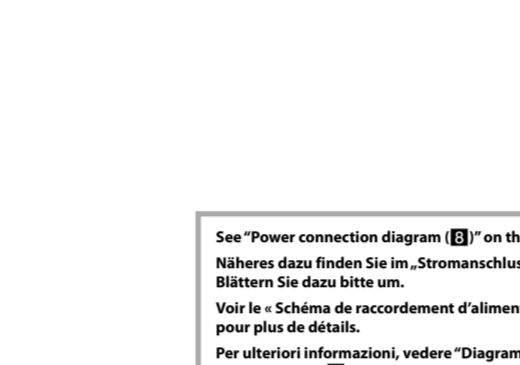 See “Power connection diagram (8)” on th
Näheres dazu finden Sie im „Stromanschlus
Blättern Sie dazu bitte um.
Voir le « Schéma de raccordement d’alimen
pour plus de détails.
Per ulteriori informazioni, vedere “Diagram